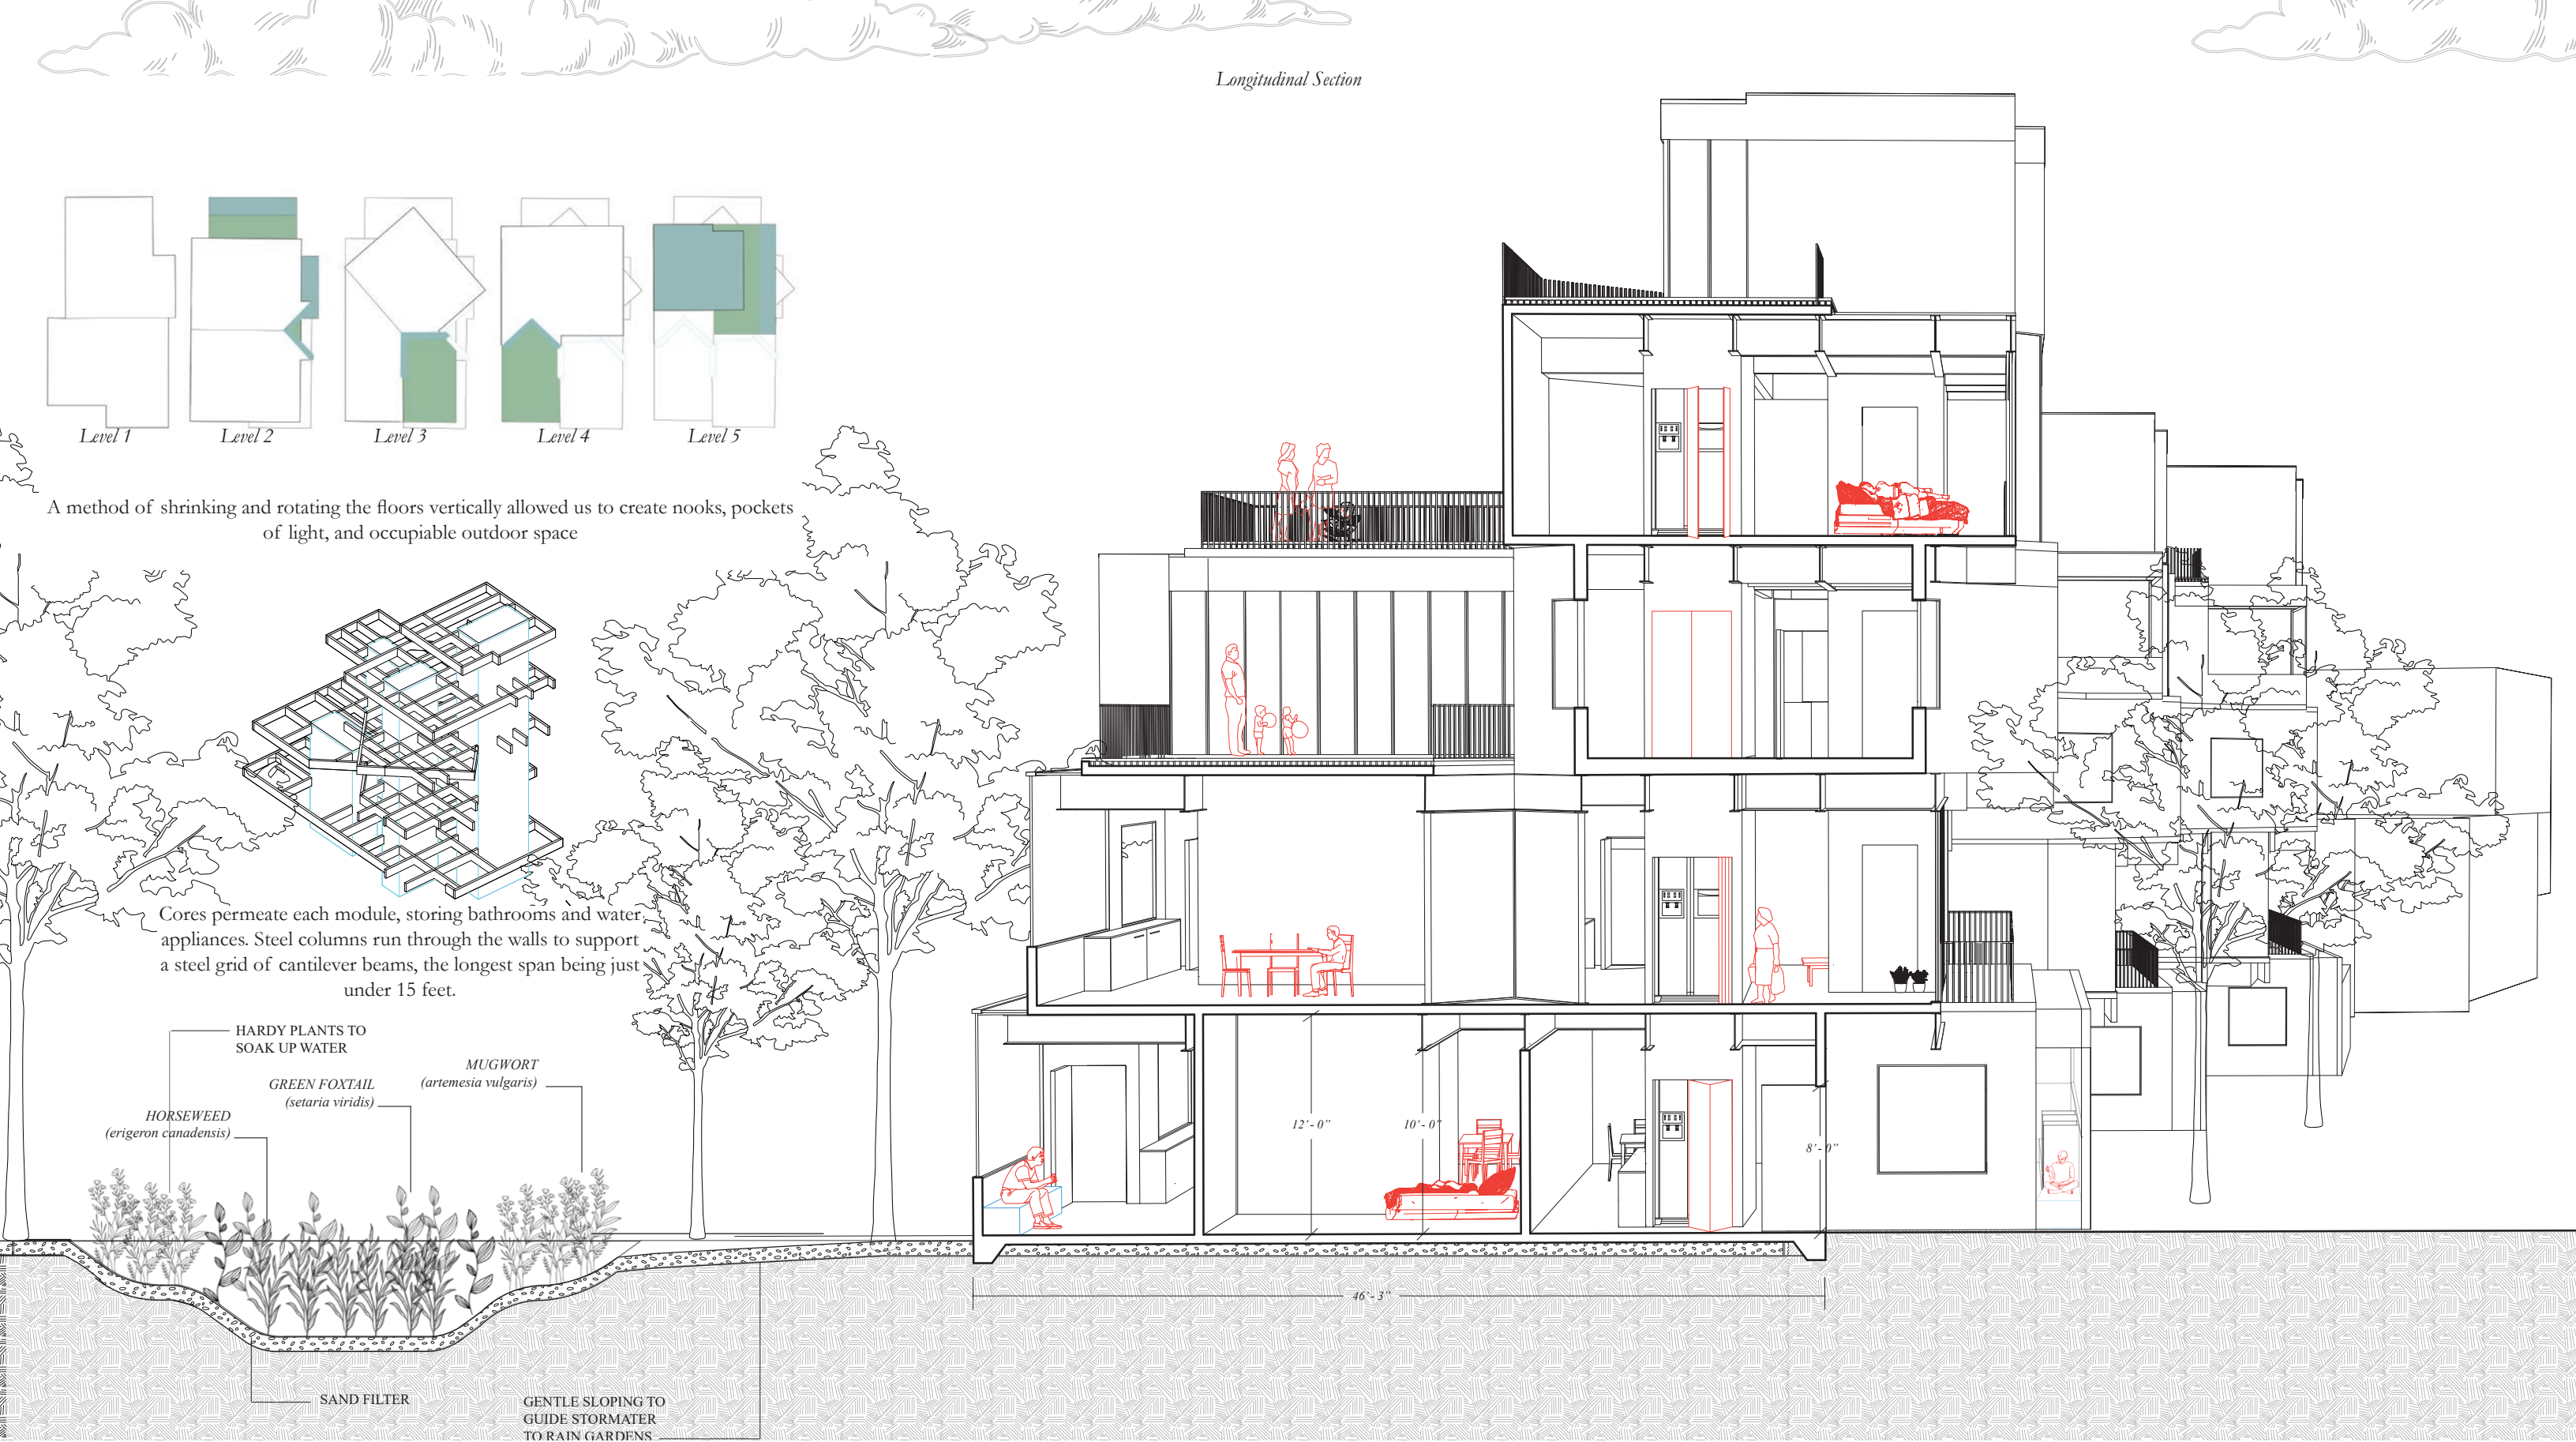 Longitudinal Section
Level 1
Level 2
Level 3
Level 4
Level 5
A method of shrinking and rotating the floors vertically allowed us to create nooks, pockets
of light, and occupiable outdoor space
Cores permeate each module, storing bathrooms and water
appliances. Steel columns run through the walls to support
a steel grid of cantilever beams, the longest span being just
under 15 feet.
HARDY PLANTS TO
SOAK UP WATER
MUGWORT
(artemesia vulgaris)
GREEN FOXTAIL
(setaria viridis)
HORSEWEED
(erigeron canadensis)
12'-0"
10'-0"
8'-0"
46'-3"
SAND FILTER
GENTLE SLOPING TO
GUIDE STORMATER
TO RAIN GARDENS